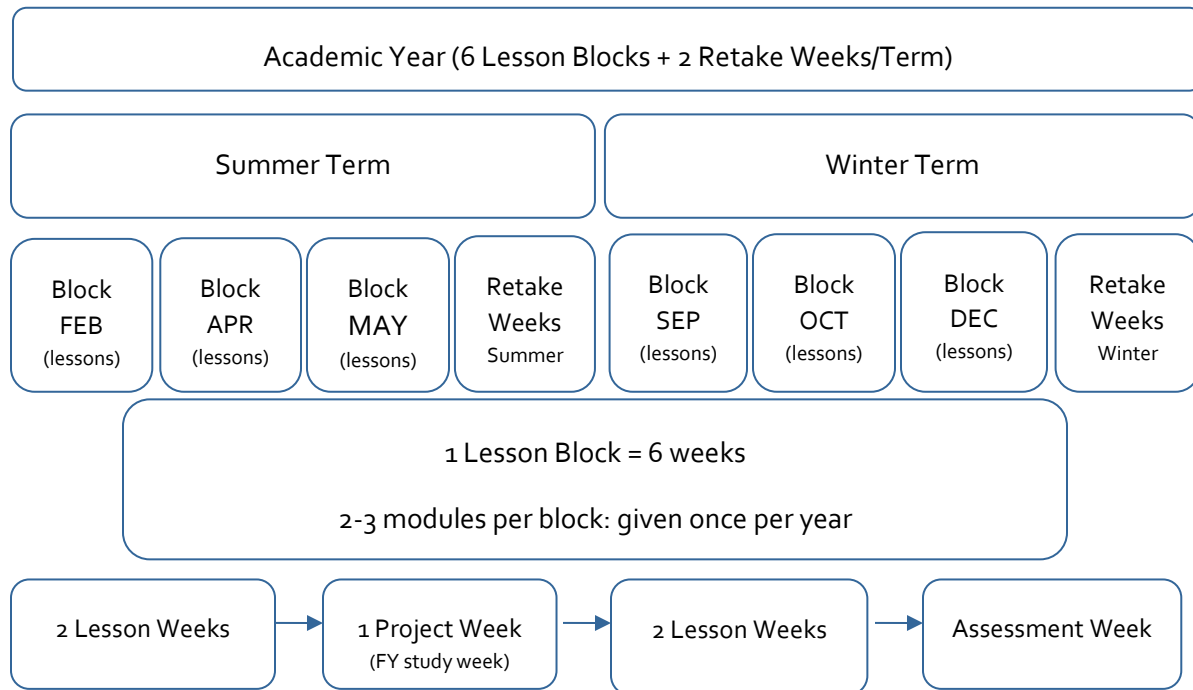 Academic Year (6 Lesson Blocks + 2 Retake Weeks/Term)
Summer Term
Winter Term
Block
FEB
(lessons)
Block
APR
(lessons)
Block
MAY
(lessons)
Retake
Weeks
Summer
Block
SEP
(lessons)
Block
OCT
(lessons)
Block
DEC
(lessons)
Retake
Weeks
Winter
1 Lesson Block = 6 weeks
2-3 modules per block: given once per year
2 Lesson Weeks
1 Project Week
(FY study week)
2 Lesson Weeks
Assessment Week